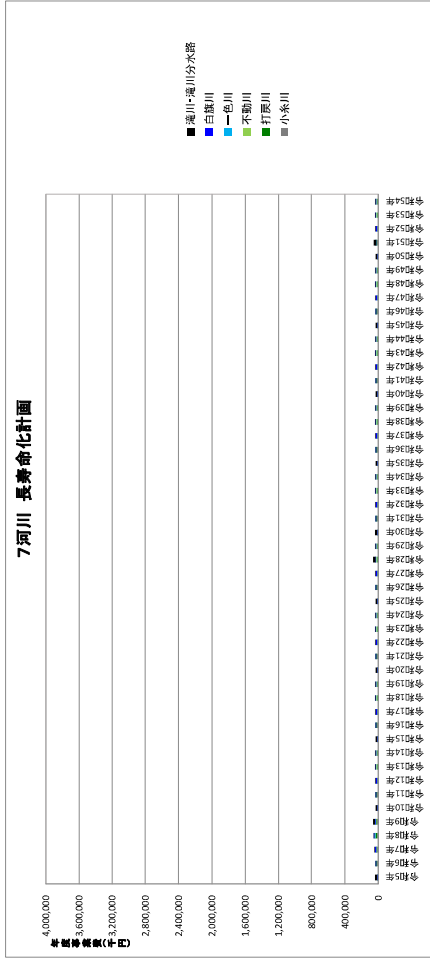 7河川 長寿命化計画
年度事業費(千円)
4,000,000
3,600,000
3,200,000
2,800,000
2,400,000
2,000,000
1,600,000
1,200,000
800,000
400,000
0
令和5年
令和6年
令和7年
令和8年
令和9年
令和10年
令和11年
令和12年
令和13年
令和14年
令和15年
令和16年
令和17年
令和18年
令和19年
令和20年
令和21年
令和22年
令和23年
令和24年
令和25年
令和26年
令和27年
令和28年
令和29年
令和30年
令和31年
令和32年
令和33年
令和34年
令和35年
令和36年
令和37年
令和38年
令和39年
令和40年
令和41年
令和42年
令和43年
令和44年
令和45年
令和46年
令和47年
令和48年
令和49年
令和50年
令和51年
令和52年
令和53年
令和54年
滝川・滝川分水路
白旗川
一色川
不動川
打戻川
小糸川